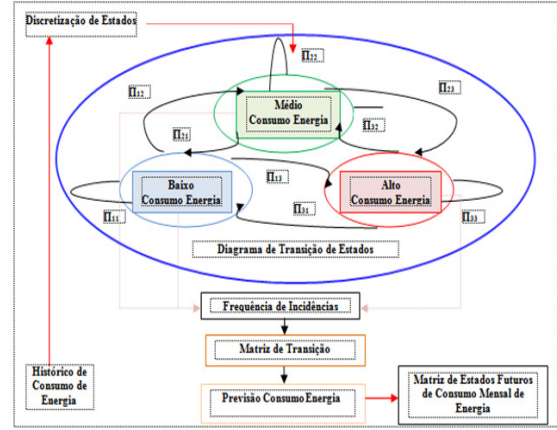 Discretização de Estados
Π22
Π12
Π23
Médio
Consumo Energia
Π21
Π32
Π13
Baixo
Consumo Energia
Alto
Consumo Energia
Π31
Π11
Π33
Diagrama de Transição de Estados
Frequência de Incidências
Matriz de Transição
Histórico de
Consumo de
Energia
Previsão Consumo Energia
Matriz de Estados Futuros
de Consumo Mensal de
Energia